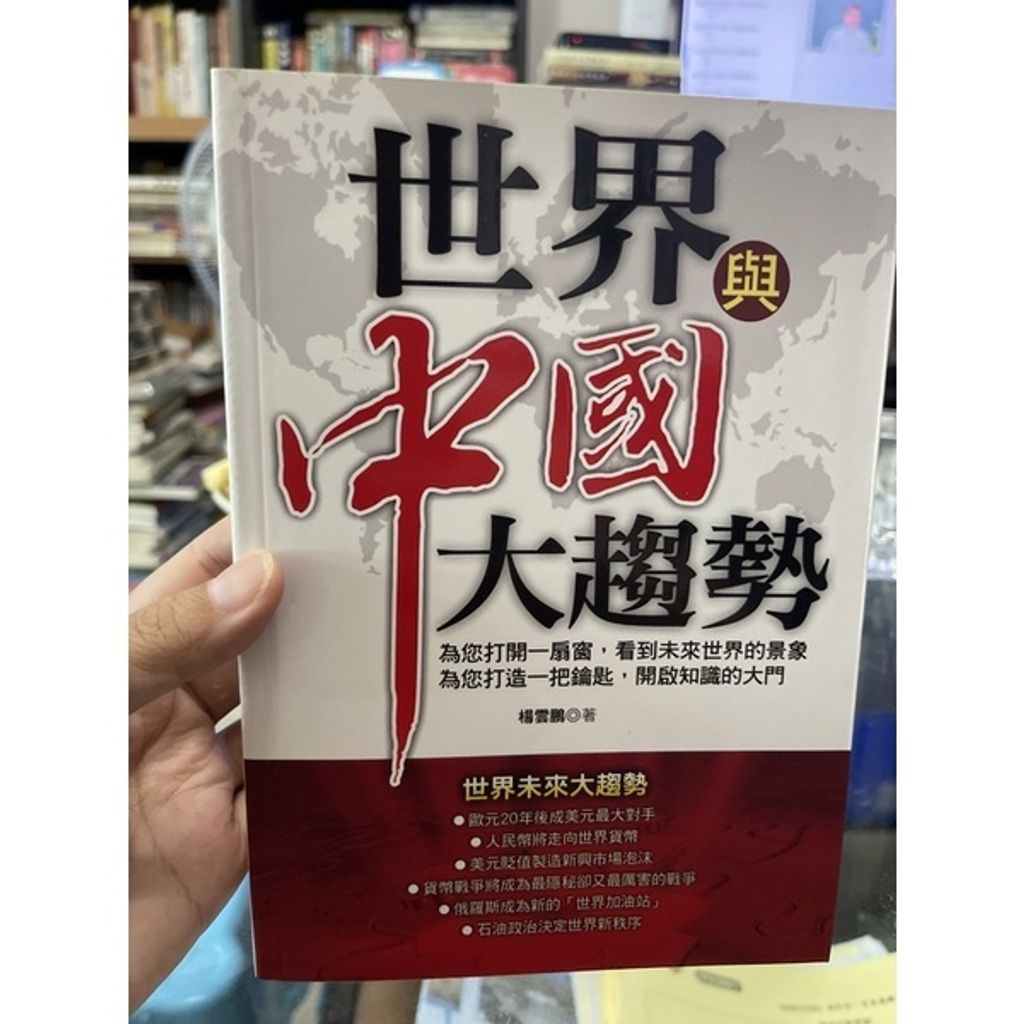 世界
與
中國
大趨勢
為您打開一扇窗，看到未來世界的景象
為您打造一把鑰匙，開啟知識的大門
楊雲鵬◎著
世界未來大趨勢
●歐元20年後成美元最大對手
●人民幣將走向世界貨幣
●美元貶值製造新興市場泡沫
●貨幣戰爭將成為最隱秘卻又最厲害的戰爭
●俄羅斯成為新的「世界加油站」
●石油政治決定世界新秩序